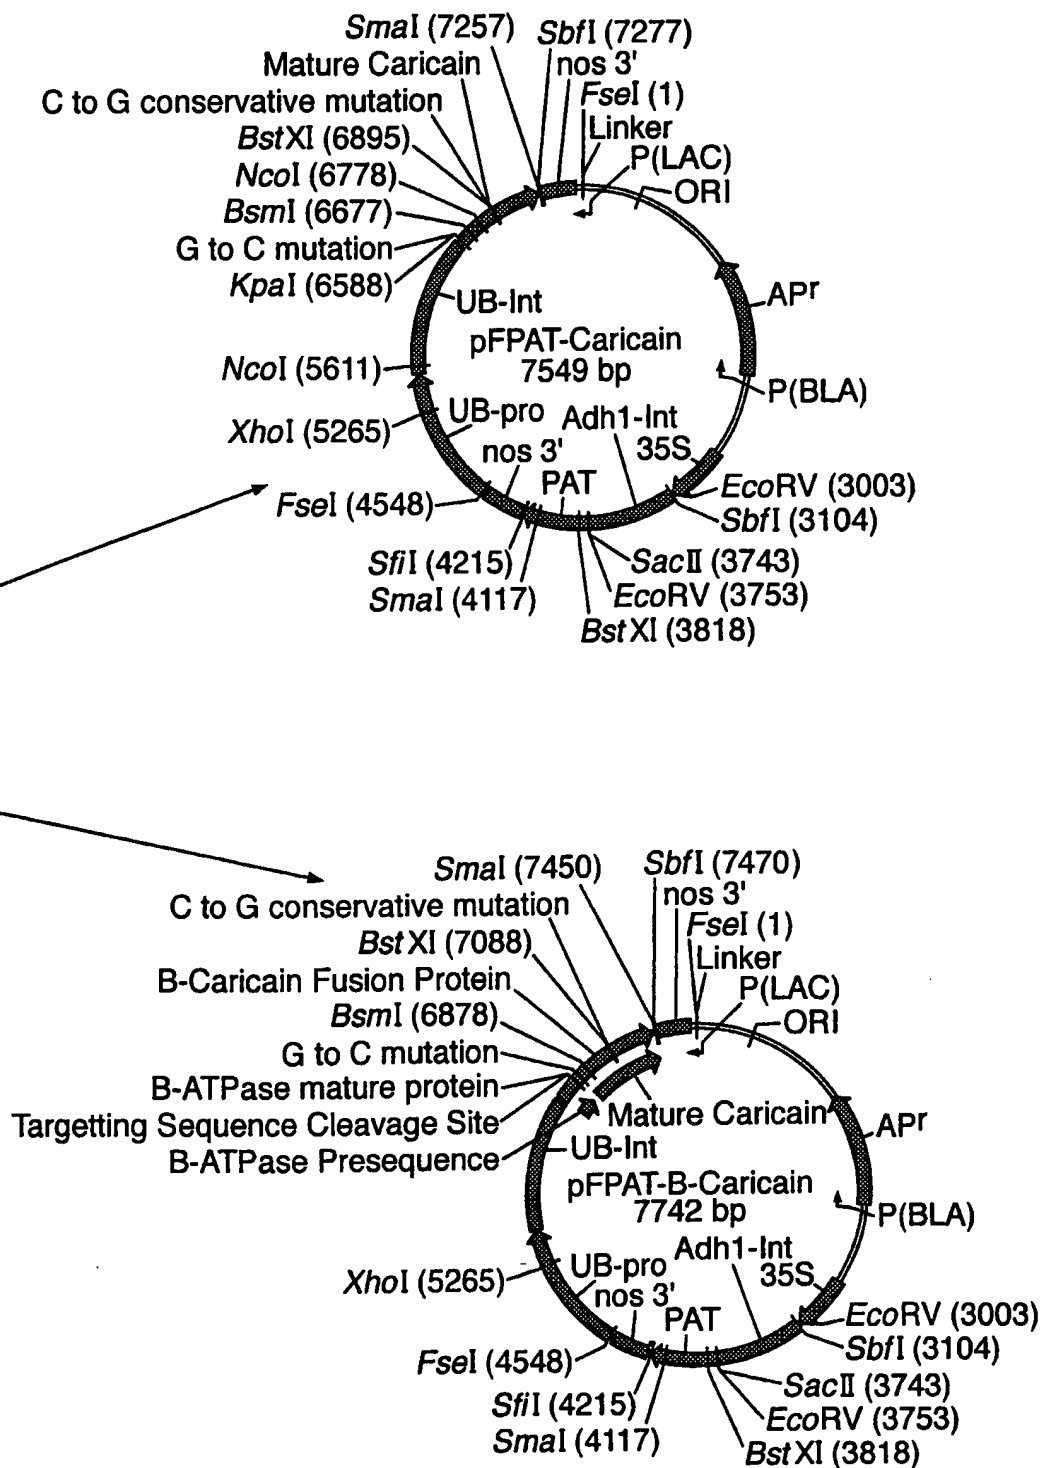 SmaI (7257)
SbfI (7277)
Mature Caricain
nos 3'
C to G conservative mutation
FseI (1)
BstXI (6895)
Linker
P(LAC)
NcoI (6778)
ORI
BsmI (6677)
G to C mutation
KpaI (6588)
APr
UB-Int
pFPAT-Caricain
7549 bp
NcoI (5611)
P(BLA)
UB-pro
Adh1-Int
XhoI (5265)
35S
nos 3'
PAT
EcoRV (3003)
FseI (4548)
SbfI (3104)
SfiI (4215)
SacII (3743)
SmaI (4117)
EcoRV (3753)
BstXI (3818)
SmaI (7450)
SbfI (7470)
nos 3'
C to G conservative mutation
FseI (1)
BstXI (7088)
Linker
B-Caricain Fusion Protein
P(LAC)
BsmI (6878)
ORI
G to C mutation
B-ATPase mature protein
Mature Caricain
Targetting Sequence Cleavage Site
APr
UB-Int
B-ATPase Presequence
pFPAT-B-Caricain
7742 bp
P(BLA)
Adh1-Int
UB-pro
35S
XhoI (5265)
nos 3'
PAT
EcoRV (3003)
SbfI (3104)
FseI (4548)
SacII (3743)
SfiI (4215)
EcoRV (3753)
SmaI (4117)
BstXI (3818)